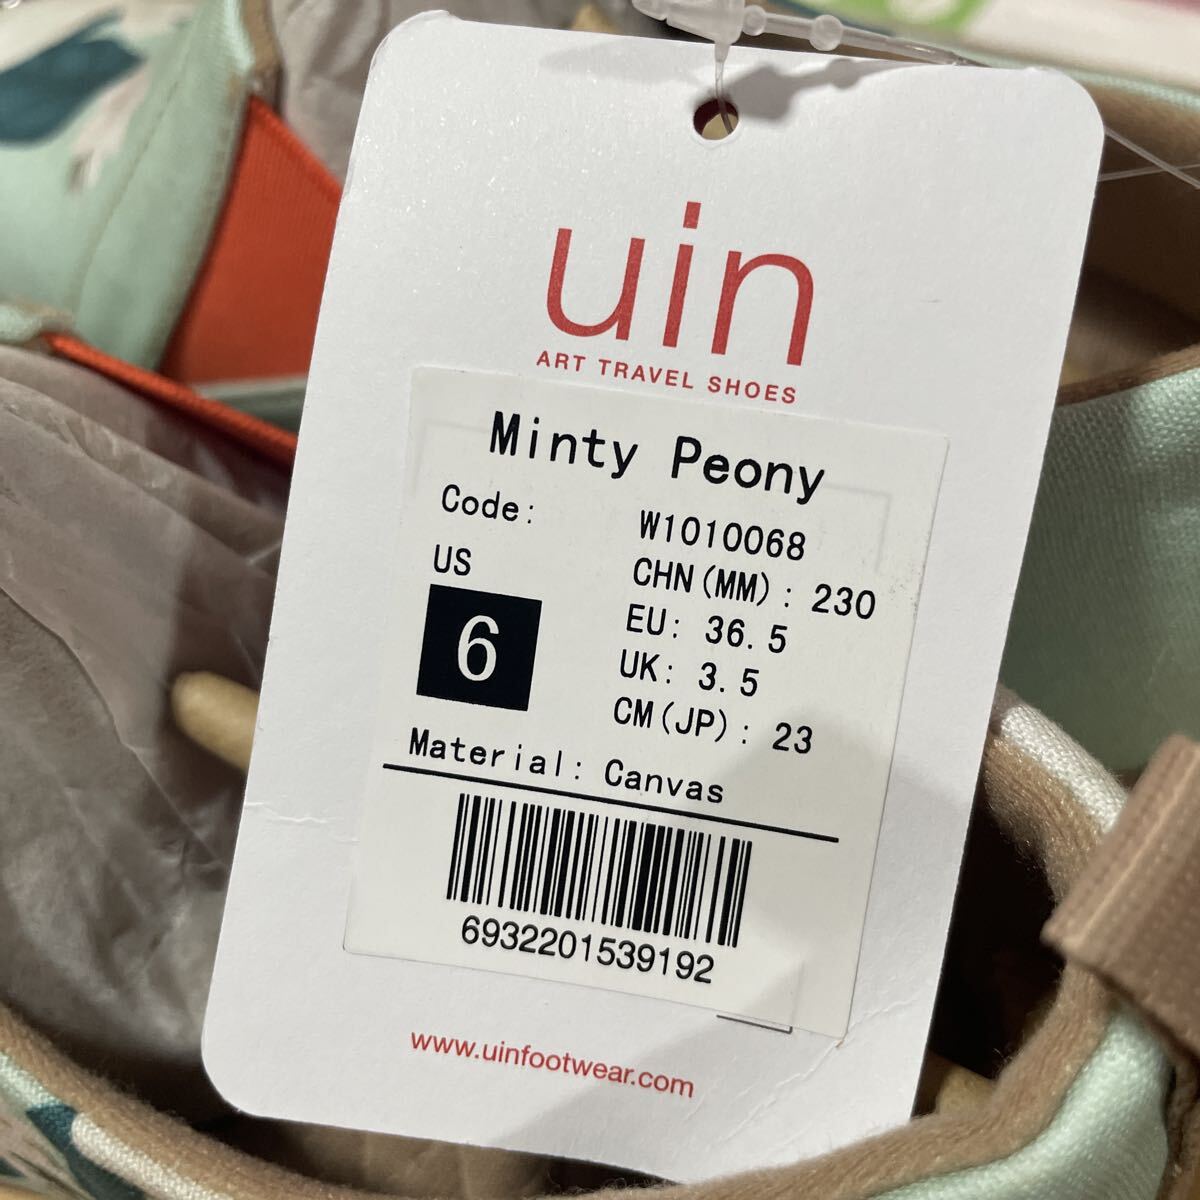 uin
ART TRAVEL SHOES
Minty Peony
Code: W1010068
US CHN(MM): 230
6 EU: 36.5
UK: 3.5
CM(JP): 23
Material: Canvas
6932201539192
www.uinfootwear.com